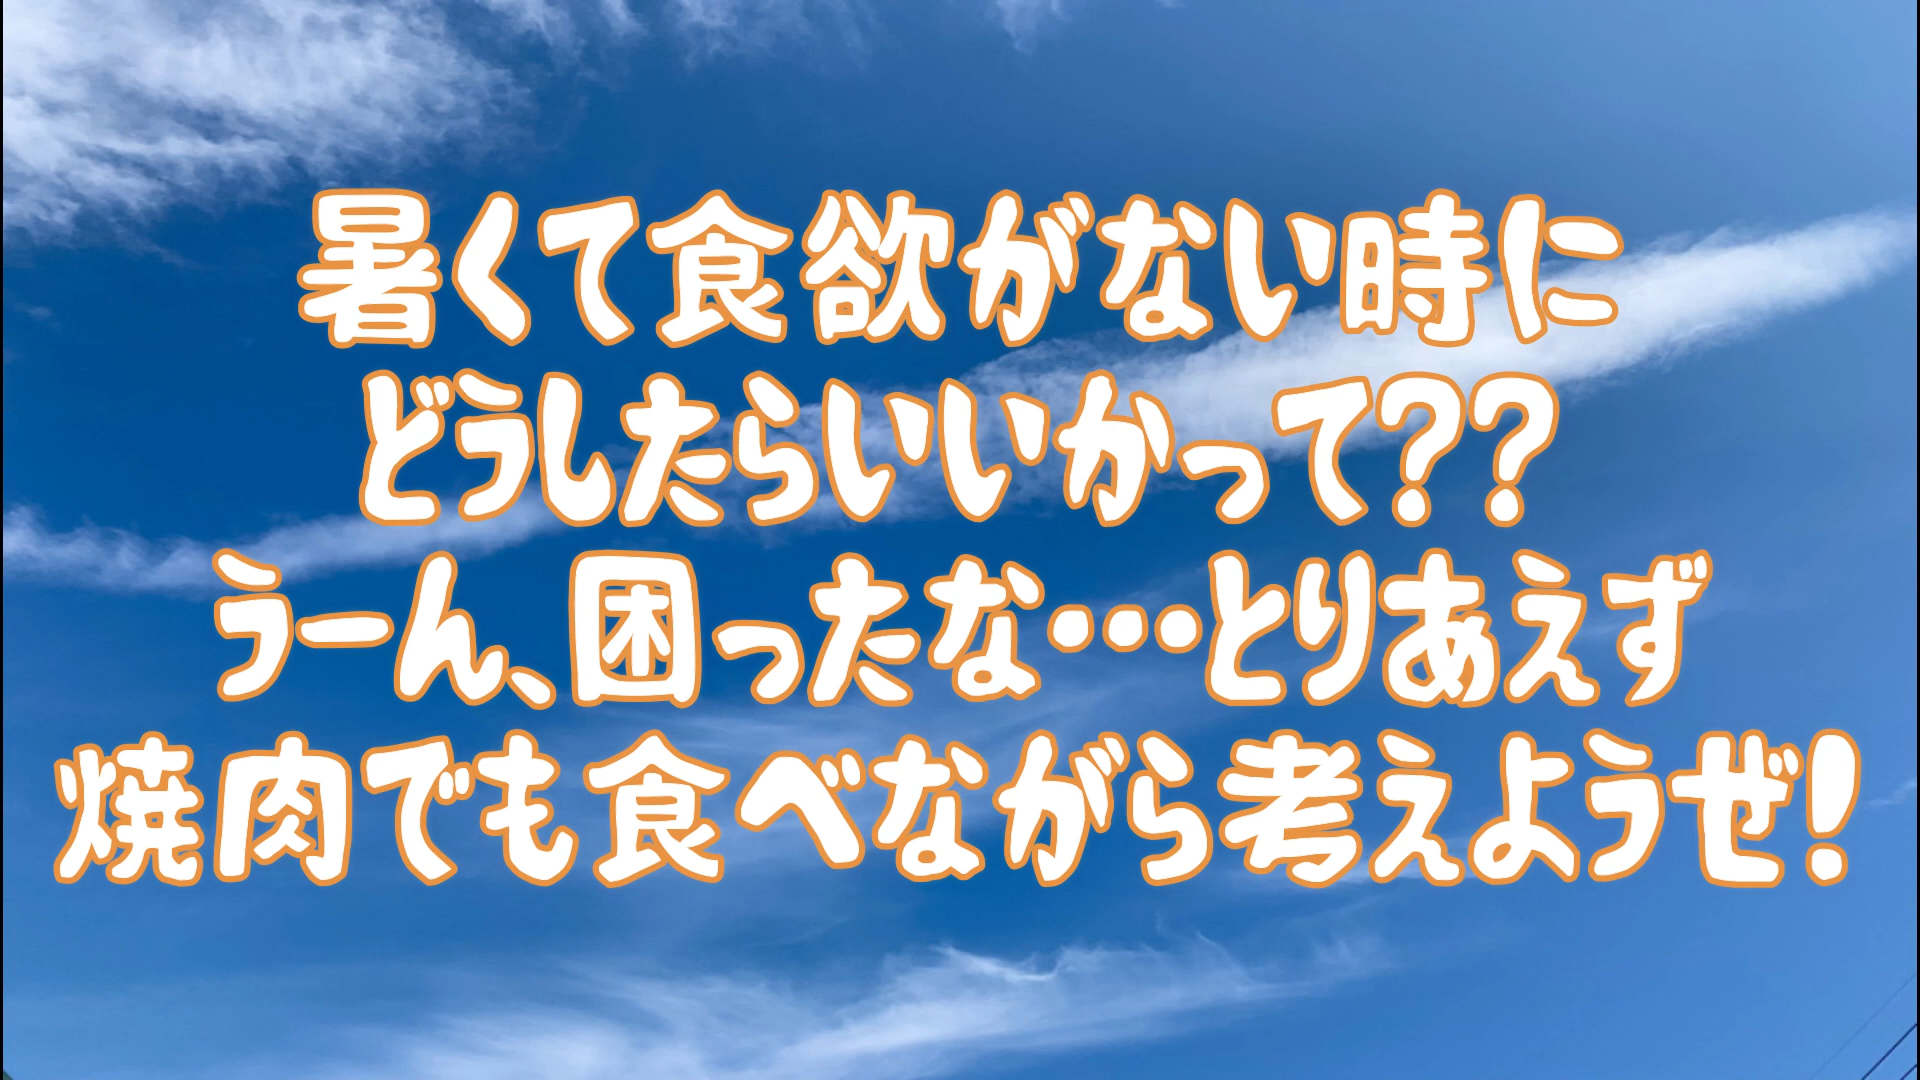 暑くて食欲がない時に
どうしたらいいかって??
うーん、困ったな…とりあえず
焼肉でも食べながら考えようぜ!